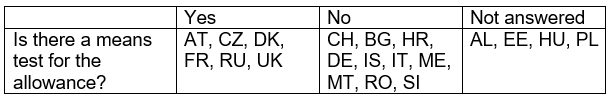 Yes No Not answered
Is there a means AT, CZ, DK, CH, BG, HR, AL, EE, HU, PL
test for the FR, RU, UK DE, IS, IT, ME,
allowance? MT, RO, SI